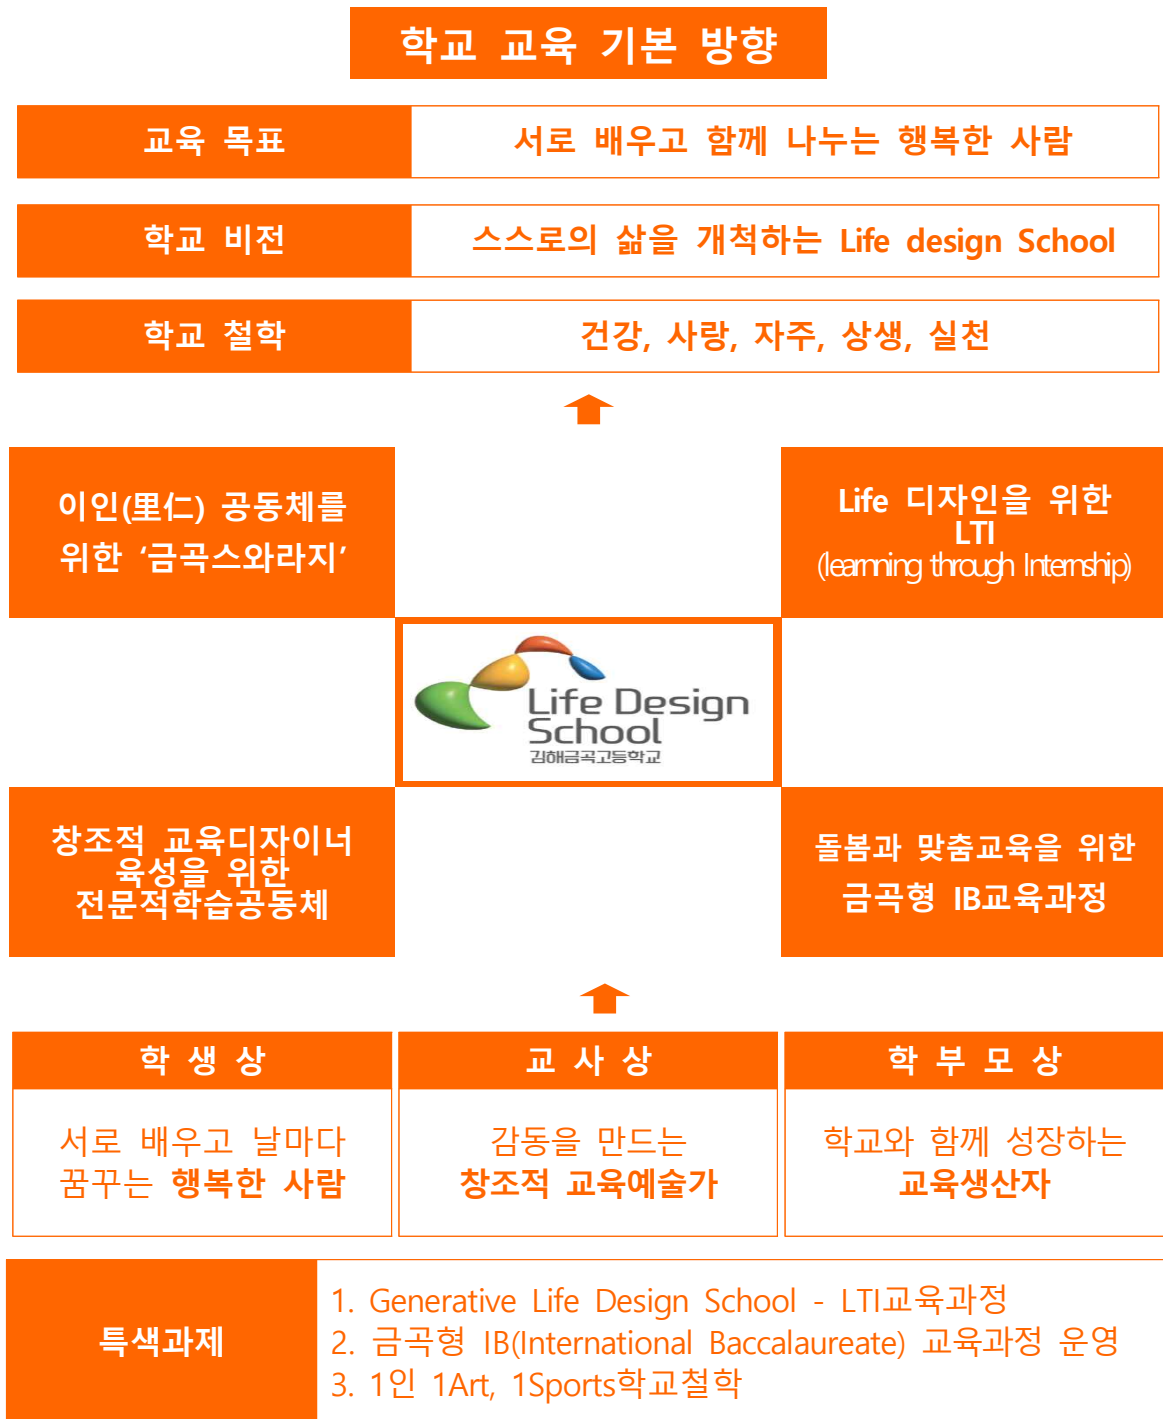 학교 교육 기본 방향
교육 목표
서로 배우고 함께 나누는 행복한 사람
학교 비전
스스로의 삶을 개척하는 Life design School
학교 철학
건강, 사랑, 자주, 상생, 실천
이인(里仁) 공동체를
위한 ‘금곡스와라지’
Life 디자인을 위한
LTI
(learnning through Internship)
Life Design
School
김해금곡고등학교
창조적 교육디자이너
육성을 위한
전문적학습공동체
돌봄과 맞춤교육을 위한
금곡형 IB교육과정
학 생 상
서로 배우고 날마다
꿈꾸는 행복한 사람
교 사 상
감동을 만드는
창조적 교육예술가
학 부 모 상
학교와 함께 성장하는
교육생산자
특색과제
1. Generative Life Design School - LTI교육과정
2. 금곡형 IB(International Baccalaureate) 교육과정 운영
3. 1인 1Art, 1Sports학교철학